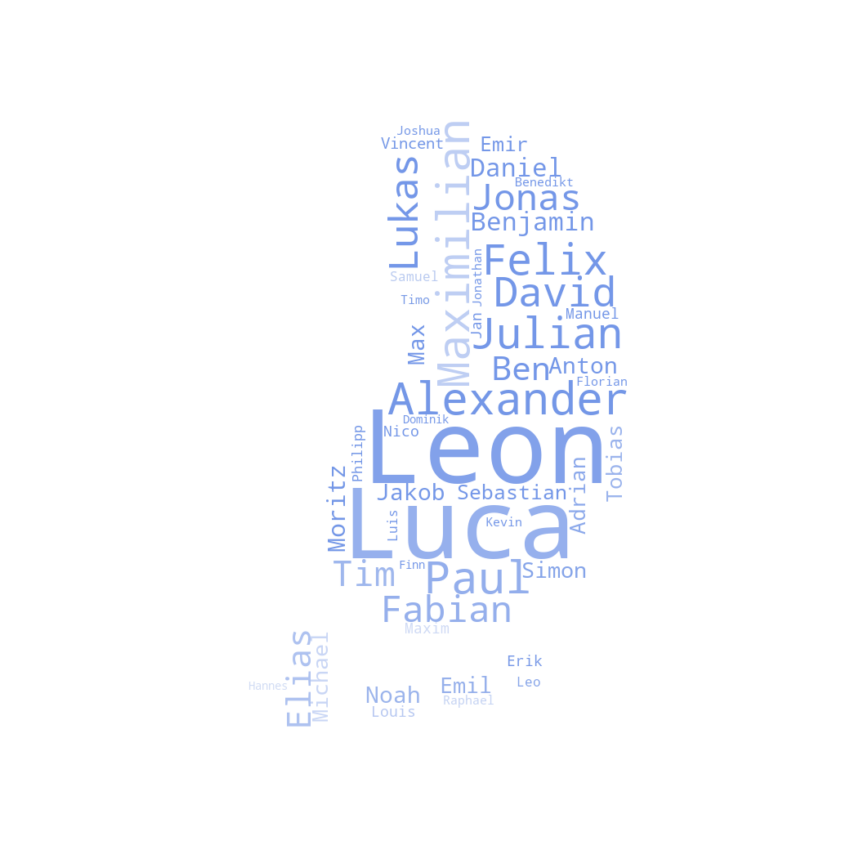 Joshua
Vincent
Maximilian
Emir
Daniel
Lukas
Benedikt
Jonas
Benjamin
Felix
Samuel
Jonathan
David
Timo
Jan
Manuel
Julian
Max
Ben
Anton
Florian
Alexander
Dominik
Leon
Nico
Philipp
Tobias
Adrian
Jakob
Sebastian
Moritz
Luca
Luis
Kevin
Tim
Finn
Paul
Simon
Fabian
Maxim
Elias
Michael
Erik
Hannes
Noah
Emil
Leo
Raphael
Louis